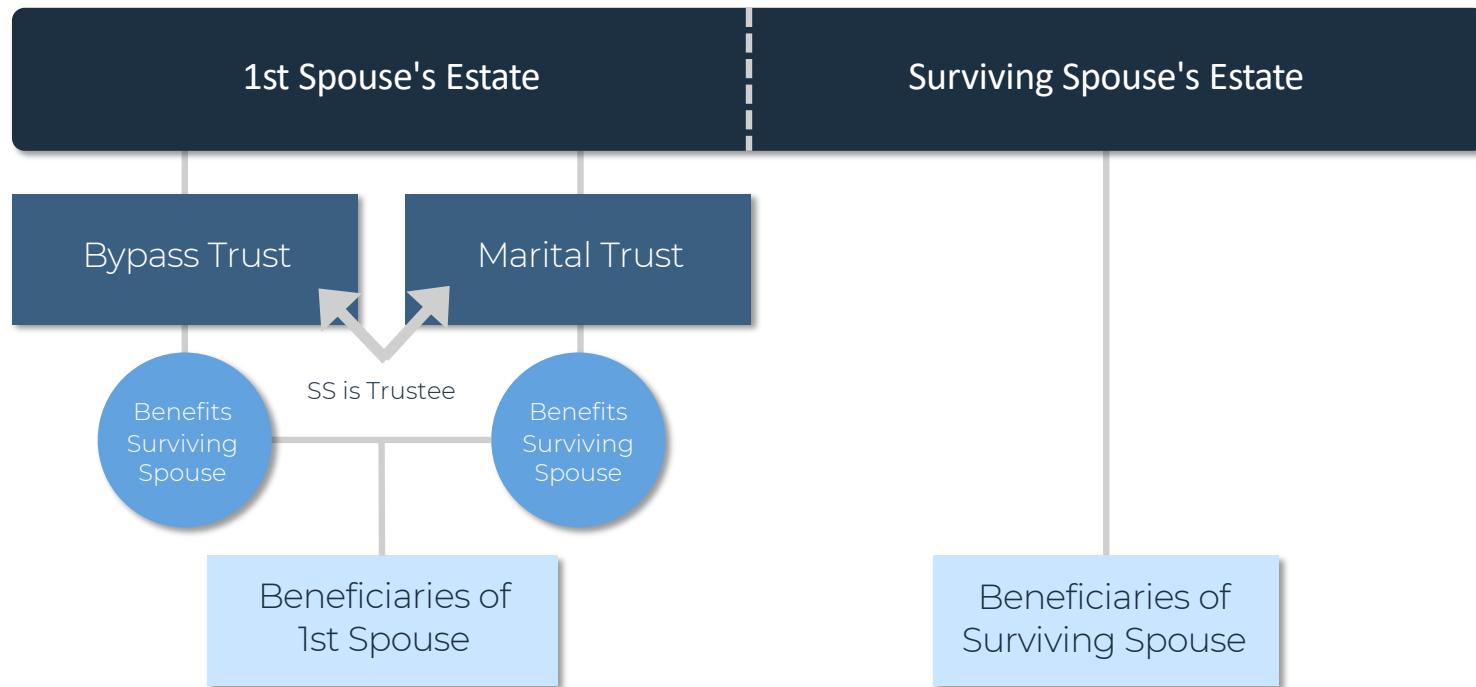 1st Spouse's Estate
Surviving Spouse's Estate
Bypass Trust
Marital Trust
SS is Trustee
Benefits
Surviving
Spouse
Benefits
Surviving
Spouse
Beneficiaries of
1st Spouse
Beneficiaries of
Surviving Spouse